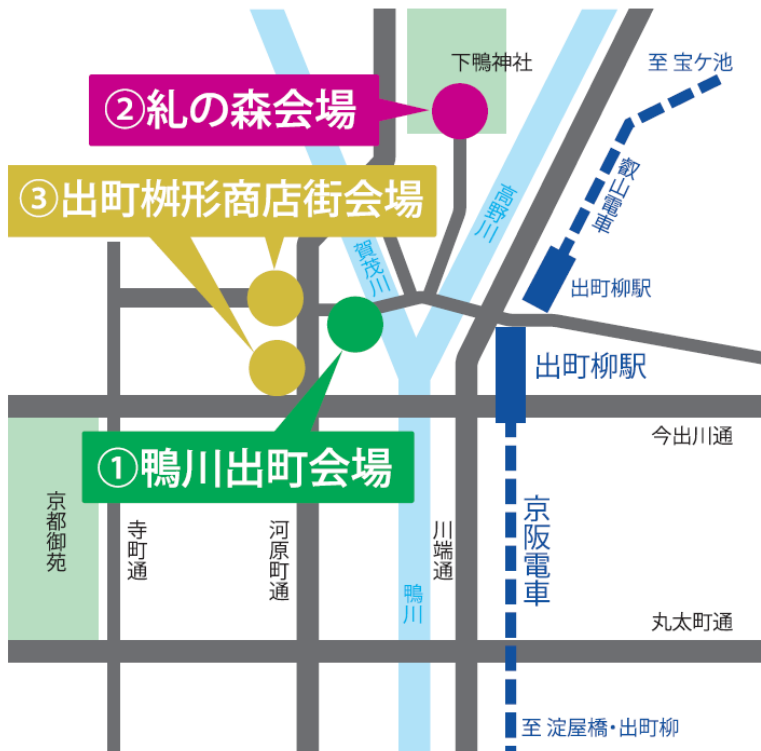 下鴨神社
至 宝ケ池
②糺の森会場
叡山電車
高野川
③出町桝形商店街会場
賀茂川
出町柳駅
出町柳駅
今出川通
①鴨川出町会場
京都御苑
寺町通
河原町通
川端通
京阪電車
鴨川
丸太町通
至 淀屋橋・出町柳